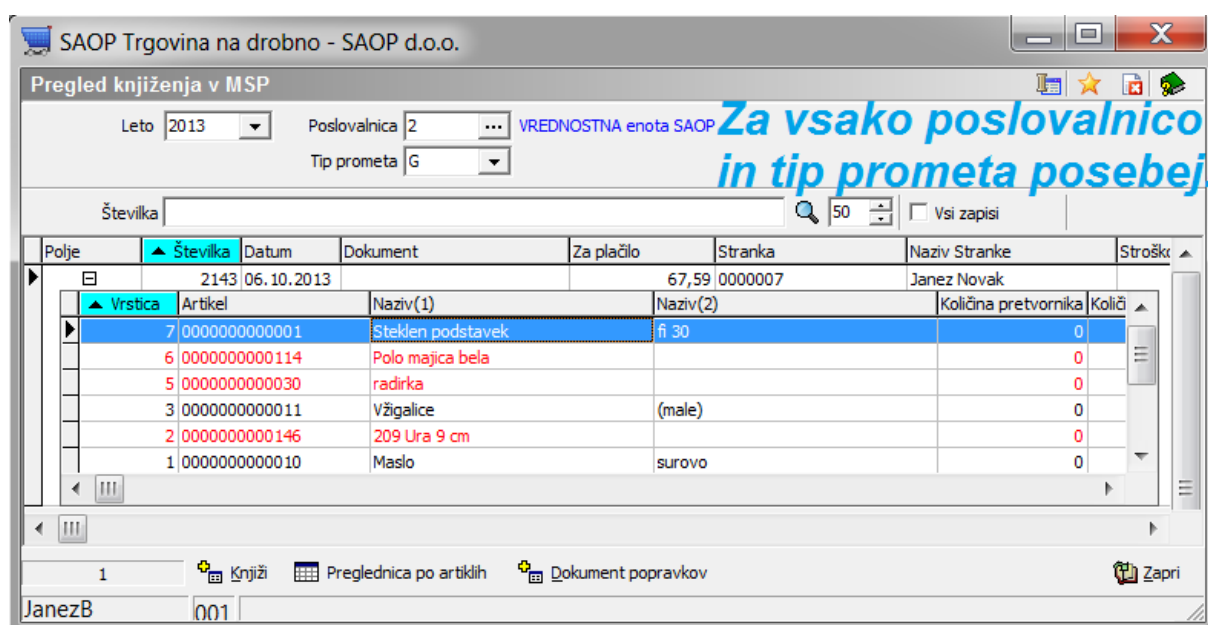 SAOP Trgovina na drobno - SAOP d.o.o.
Pregled knjiženja v MSP
Leto 2013 Poslovalnica 2 ... VREDNOSTNA enota SAOP Za vsako poslovalnico
Tip prometa G in tip prometa posebej.
Številka 50 Vsi zapisi
Polje Številka Datum Dokument Za plačilo Stranka Naziv Stranke Strošk
2143 06.10.2013 67,59 0000007 Janez Novak
Vrstica Artikel Naziv(1) Naziv(2) Količina pretvornika Količi
7 0000000000001 Steklen podstavek fi 30 0
6 0000000000114 Polo majica bela 0
5 0000000000030 radirka 0
3 0000000000011 Vžigalice (male) 0
2 0000000000146 209 Ura 9 cm 0
1 0000000000010 Maslo surovo 0
1 Knjiži Preglednica po artiklih Dokument popravkov Zapri
JanezB 001